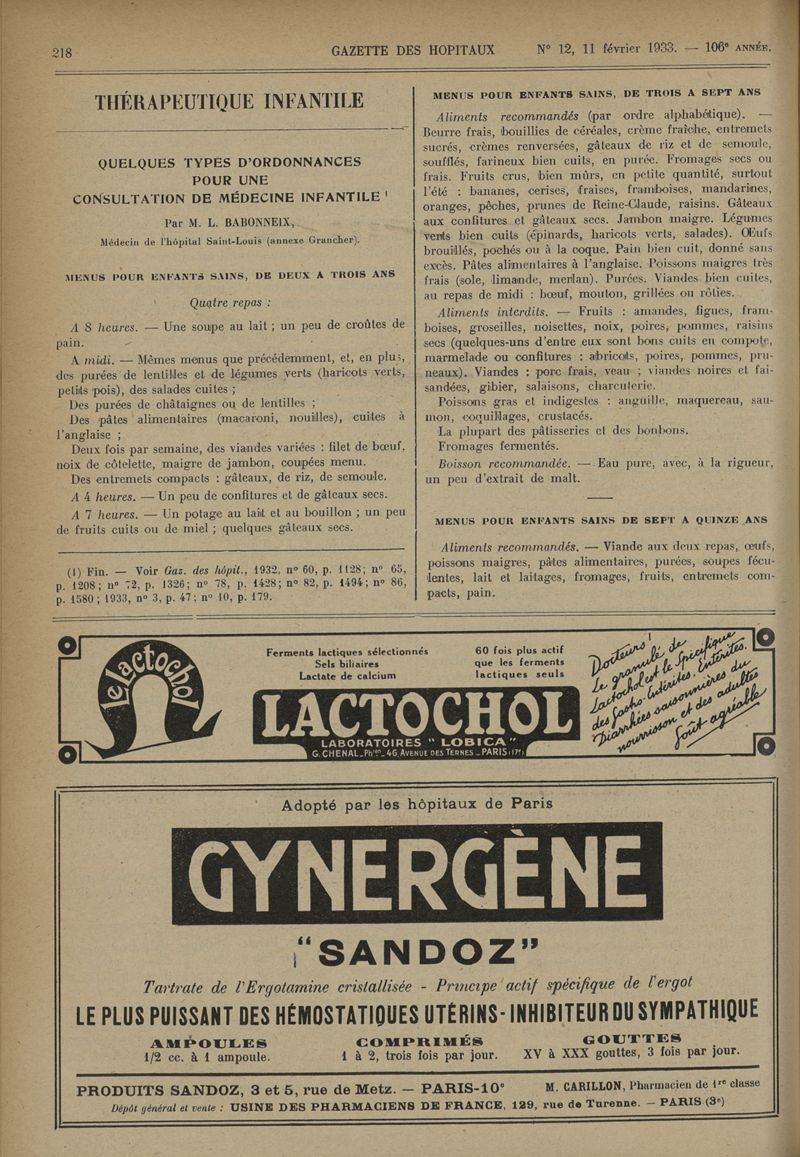 218
GAZETTE DES HOPITAUX
N° 12, 11 février 1933. — 106e ANNÉE.
THÉRAPEUTIQUE INFANTILE
QUELQUES TYPES D'ORDONNANCES
POUR UNE
CONSULTATION DE MÉDECINE INFANTILE 1
Par M. L. BABONNEIX,
Médecin de l'hôpital Saint-Louis (annexe Grancher).
MENUS POUR ENFANTS SAINS, DE DEUX A TROIS ANS
Quatre repas :
A 8 heures. — Une soupe au lait ; un peu de croûtes de
pain.
A midi. — Mêmes menus que précédemment, et, en plus,
des purées de lentilles et de légumes verts (haricots verts,
petits pois), des salades cuites ;
Des purées de châtaignes ou de lentilles ;
Des pâtes alimentaires (macaroni, nouilles), cuites à
l'anglaise ;
Deux fois par semaine, des viandes variées : filet de bœuf,
noix de côtelette, maigre de jambon, coupées menu.
Des entremets compacts : gâteaux, de riz, de semoule.
A 4 heures. — Un peu de confitures et de gâteaux secs.
A 7 heures. — Un potage au lait et au bouillon ; un peu
de fruits cuits ou de miel ; quelques gâteaux secs.
(1) Fin. — Voir Gaz. des hôpit., 1932, n° 60, p. 1128; n° 65,
p. 1208; n° 72, p. 1326; n° 78, p. 1428; n° 82, p. 1494; n° 86,
p. 1580; 1933, n° 3, p. 47; n° 10, p. 179.
MENUS POUR ENFANTS SAINS, DE TROIS A SEPT ANS
Aliments recommandés (par ordre alphabétique). —
Beurre frais, bouillies de céréales, crème fraîche, entremets
sucrés, crèmes renversées, gâteaux de riz et de semoule,
soufflés, farineux bien cuits, en purée. Fromages secs ou
frais. Fruits crus, bien mûrs, en petite quantité, surtout
l'été : bananes, cerises, fraises, framboises, mandarines,
oranges, pêches, prunes de Reine-Claude, raisins. Gâteaux
aux confitures et gâteaux secs. Jambon maigre. Légumes
verts bien cuits (épinards, haricots verts, salades). Œufs
brouillés, pochés ou à la coque. Pain bien cuit, donné sans
excès. Pâtes alimentaires à l'anglaise. Poissons maigres très
frais (sole, limande, merlan). Purées. Viandes bien cuites,
au repas de midi : bœuf, mouton, grillées ou rôties.
Aliments interdits. — Fruits : amandes, figues, fram-
boises, groseilles, noisettes, noix, poires, pommes, raisins
secs (quelques-uns d'entre eux sont bons cuits en compote,
marmelade ou confitures : abricots, poires, pommes, pru-
neaux). Viandes : porc frais, veau ; viandes noires et fai-
sandées, gibier, salaisons, charcuterie.
Poissons gras et indigestes : anguille, maquereau, sau-
mon, coquillages, crustacés.
La plupart des pâtisseries et des bonbons.
Fromages fermentés.
Boisson recommandée. — Eau pure, avec, à la rigueur,
un peu d'extrait de malt.
MENUS POUR ENFANTS SAINS DE SEPT A QUINZE ANS
Aliments recommandés. — Viande aux deux repas, œufs,
poissons maigres, pâtes alimentaires, purées, soupes fécu-
lentes, lait et laitages, fromages, fruits, entremets com-
pacts, pain.
le lactochol
Ferments lactiques sélectionnés
Sels biliaires
Lactate de calcium
60 fois plus actif
que les ferments
lactiques seuls
LACTOCHOL
LABORATOIRES "LOBICA"
G. CHENAL_Phien_46, AVENUE DES TERNES _ PARIS (17e)
Docteurs !
Le granulé de
Lactochol est le Spécifique
des Gastro Entérites. Entérites.
Diarrhées saisonnières du
nourrisson et des adultes
Goût agréable
Adopté par les hôpitaux de Paris
GYNERGÈNE
"SANDOZ"
Tartrate de l'Ergotamine cristallisée - Principe actif spécifique de l'ergot
LE PLUS PUISSANT DES HÉMOSTATIQUES UTÉRINS - INHIBITEUR DU SYMPATHIQUE
AMPOULES
1/2 cc. à 1 ampoule.
COMPRIMÉS
1 à 2, trois fois par jour.
GOUTTES
XV à XXX gouttes, 3 fois par jour.
PRODUITS SANDOZ, 3 et 5, rue de Metz. — PARIS-10e
M. CARILLON, Pharmacien de 1re classe
Dépôt général et vente : USINE DES PHARMACIENS DE FRANCE, 129, rue de Turenne. — PARIS (3e)